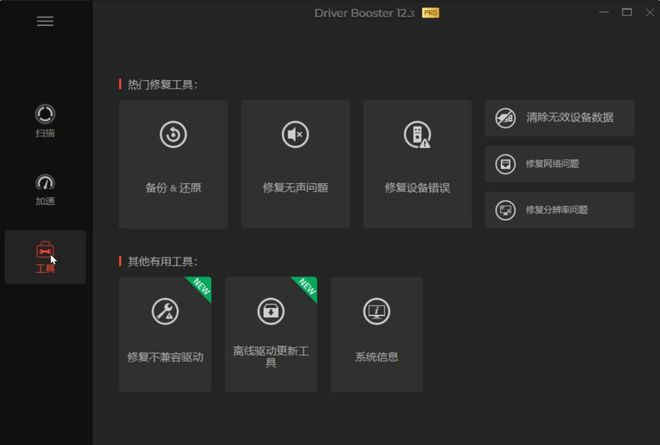 Driver Booster 12.3 PRO
扫描
加速
工具
热门修复工具：
备份 & 还原
修复无声问题
修复设备错误
清除无效设备数据
修复网络问题
修复分辨率问题
其他有用工具：
NEW
修复不兼容驱动
NEW
离线驱动更新工
具
系统信息